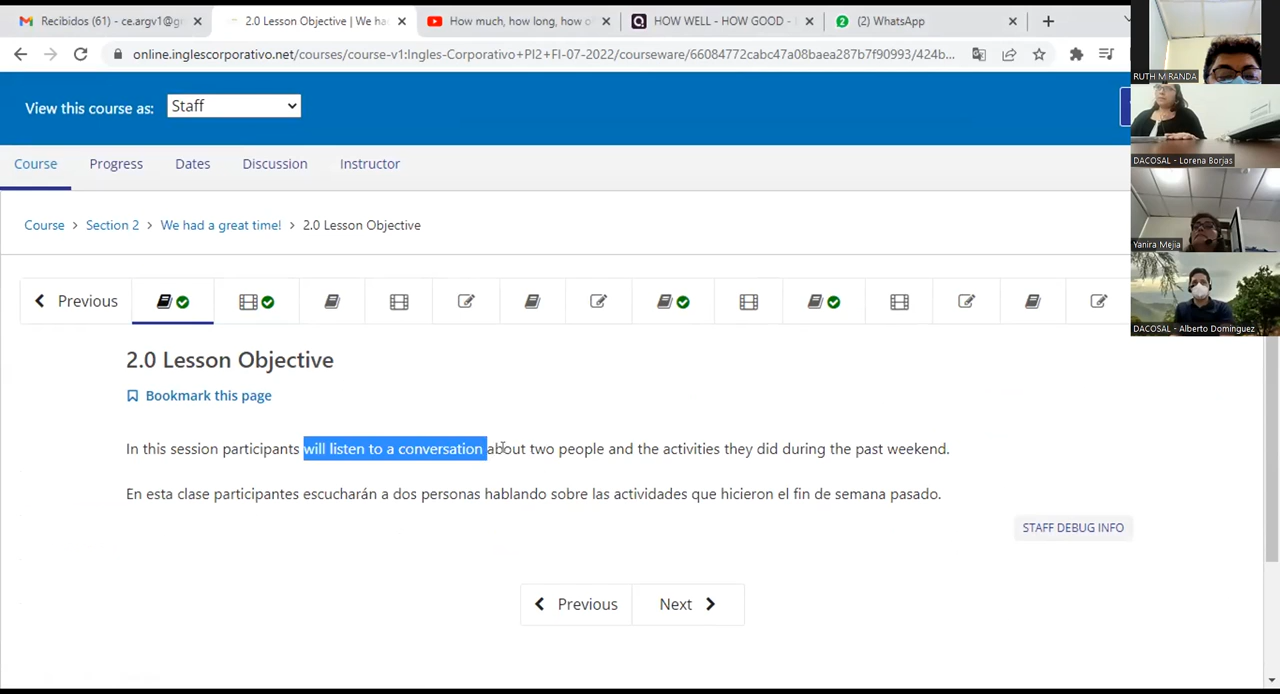 Recibidos (61) - ce.argv1@g
2.0 Lesson Objective | We ha
How much, how long, how o
HOW WELL - HOW GOOD -
(2) WhatsApp
online.inglescorporativo.net/courses/course-v1:Ingles-Corporativo+PI2+FI-07-2022/courseware/66084772cabc47a08baea287b7f90993/424b...
View this course as: Staff
Course Progress Dates Discussion Instructor
Course > Section 2 > We had a great time! > 2.0 Lesson Objective
Previous
2.0 Lesson Objective
Bookmark this page
In this session participants will listen to a conversation about two people and the activities they did during the past weekend.
En esta clase participantes escucharán a dos personas hablando sobre las actividades que hicieron el fin de semana pasado.
STAFF DEBUG INFO
Previous
Next
RUTH M RANDA
DACOSAL - Lorena Borjas
Yanira Mejia
DACOSAL - Alberto Dominguez